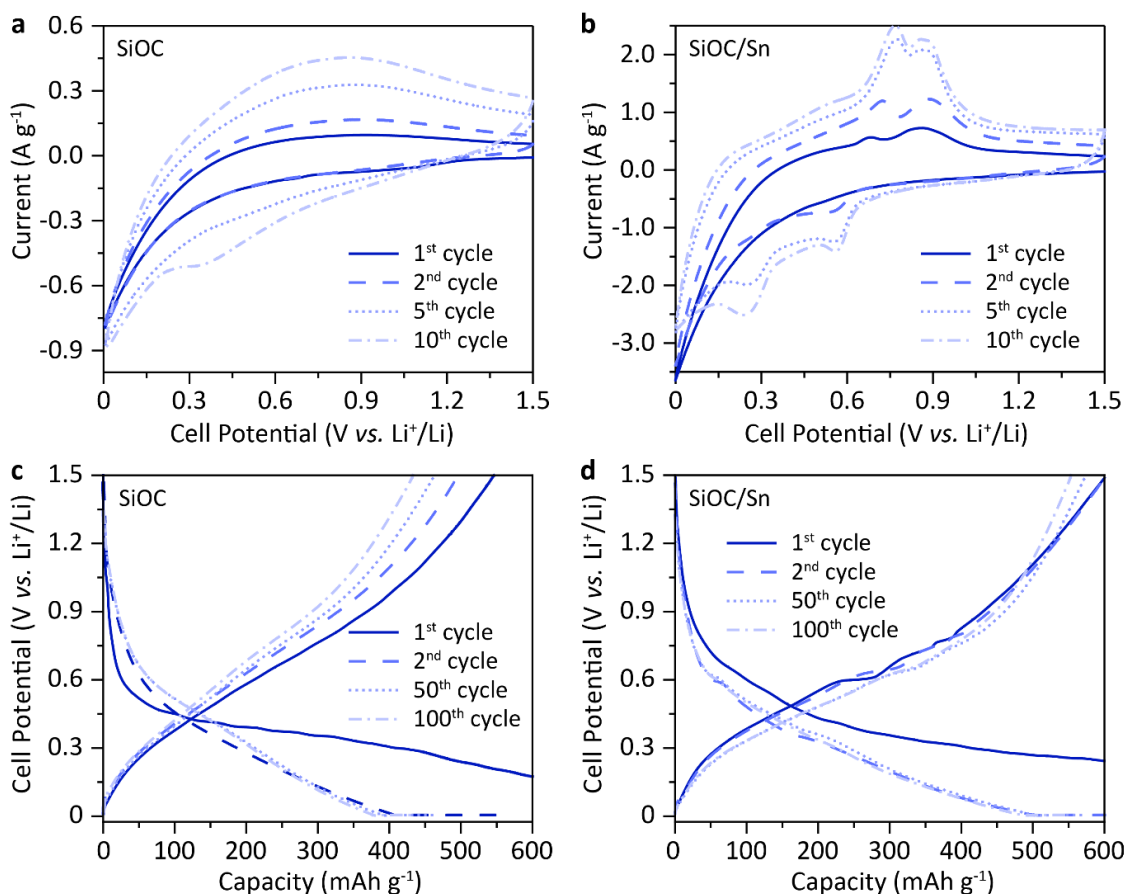 a
SiOC
Current (A g⁻¹)
0.6
0.3
0.0
-0.3
-0.6
-0.9
1st cycle
2nd cycle
5th cycle
10th cycle
0
0.3
0.6
0.9
1.2
1.5
Cell Potential (V vs. Li⁺/Li)
b
SiOC/Sn
Current (A g⁻¹)
2.0
1.0
0.0
-1.0
-2.0
-3.0
1st cycle
2nd cycle
5th cycle
10th cycle
0
0.3
0.6
0.9
1.2
1.5
Cell Potential (V vs. Li⁺/Li)
c
SiOC
Cell Potential (V vs. Li⁺/Li)
1.5
1.2
0.9
0.6
0.3
0
1st cycle
2nd cycle
50th cycle
100th cycle
0
100
200
300
400
500
600
Capacity (mAh g⁻¹)
d
SiOC/Sn
Cell Potential (V vs. Li⁺/Li)
1.5
1.2
0.9
0.6
0.3
0
1st cycle
2nd cycle
50th cycle
100th cycle
0
100
200
300
400
500
600
Capacity (mAh g⁻¹)